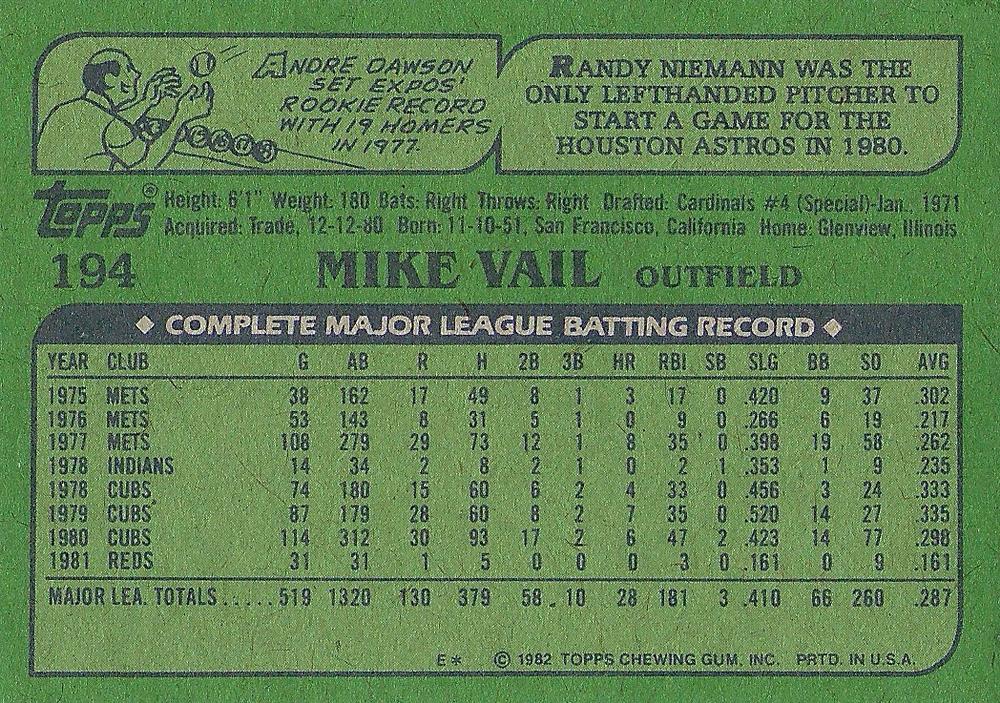 ANDRE DAWSON
SET EXPOS'
ROOKIE RECORD
WITH 19 HOMERS
IN 1977.
RANDY NIEMANN WAS THE
ONLY LEFTHANDED PITCHER TO
START A GAME FOR THE
HOUSTON ASTROS IN 1980.
Topps® Height: 6'1" Weight: 180 Bats: Right Throws: Right Drafted: Cardinals #4 (Special)-Jan., 1971
Acquired: Trade, 12-12-80 Born: 11-10-51, San Francisco, California Home: Glenview, Illinois
194 MIKE VAIL OUTFIELD
◆ COMPLETE MAJOR LEAGUE BATTING RECORD ◆
YEAR CLUB G AB R H 2B 3B HR RBI SB SLG BB SO AVG
1975 METS 38 162 17 49 8 1 3 17 0 .420 9 37 .302
1976 METS 53 143 8 31 5 1 0 9 0 .266 6 19 .217
1977 METS 108 279 29 73 12 1 8 35 0 .398 19 58 .262
1978 INDIANS 14 34 2 8 2 1 0 2 1 .353 1 9 .235
1978 CUBS 74 180 15 60 6 2 4 33 0 .456 3 24 .333
1979 CUBS 87 179 28 60 8 2 7 35 0 .520 14 27 .335
1980 CUBS 114 312 30 93 17 2 6 47 2 .423 14 77 .298
1981 REDS 31 31 1 5 0 0 0 3 0 .161 0 9 .161
MAJOR LEA. TOTALS.....519 1320 130 379 58 10 28 181 3 .410 66 260 .287
E* © 1982 TOPPS CHEWING GUM, INC. PRTD. IN U.S.A.